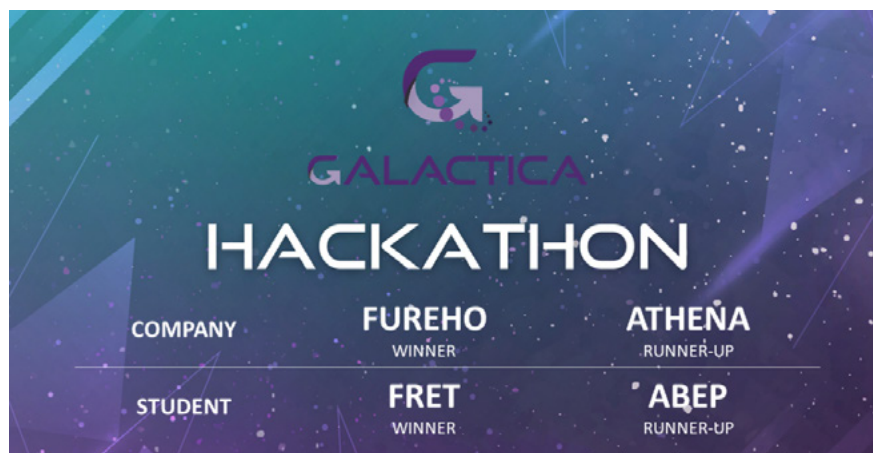 GALACTICA
HACKATHON
COMPANY FUREHO ATHENA
WINNER RUNNER-UP
STUDENT FRET ABEP
WINNER RUNNER-UP